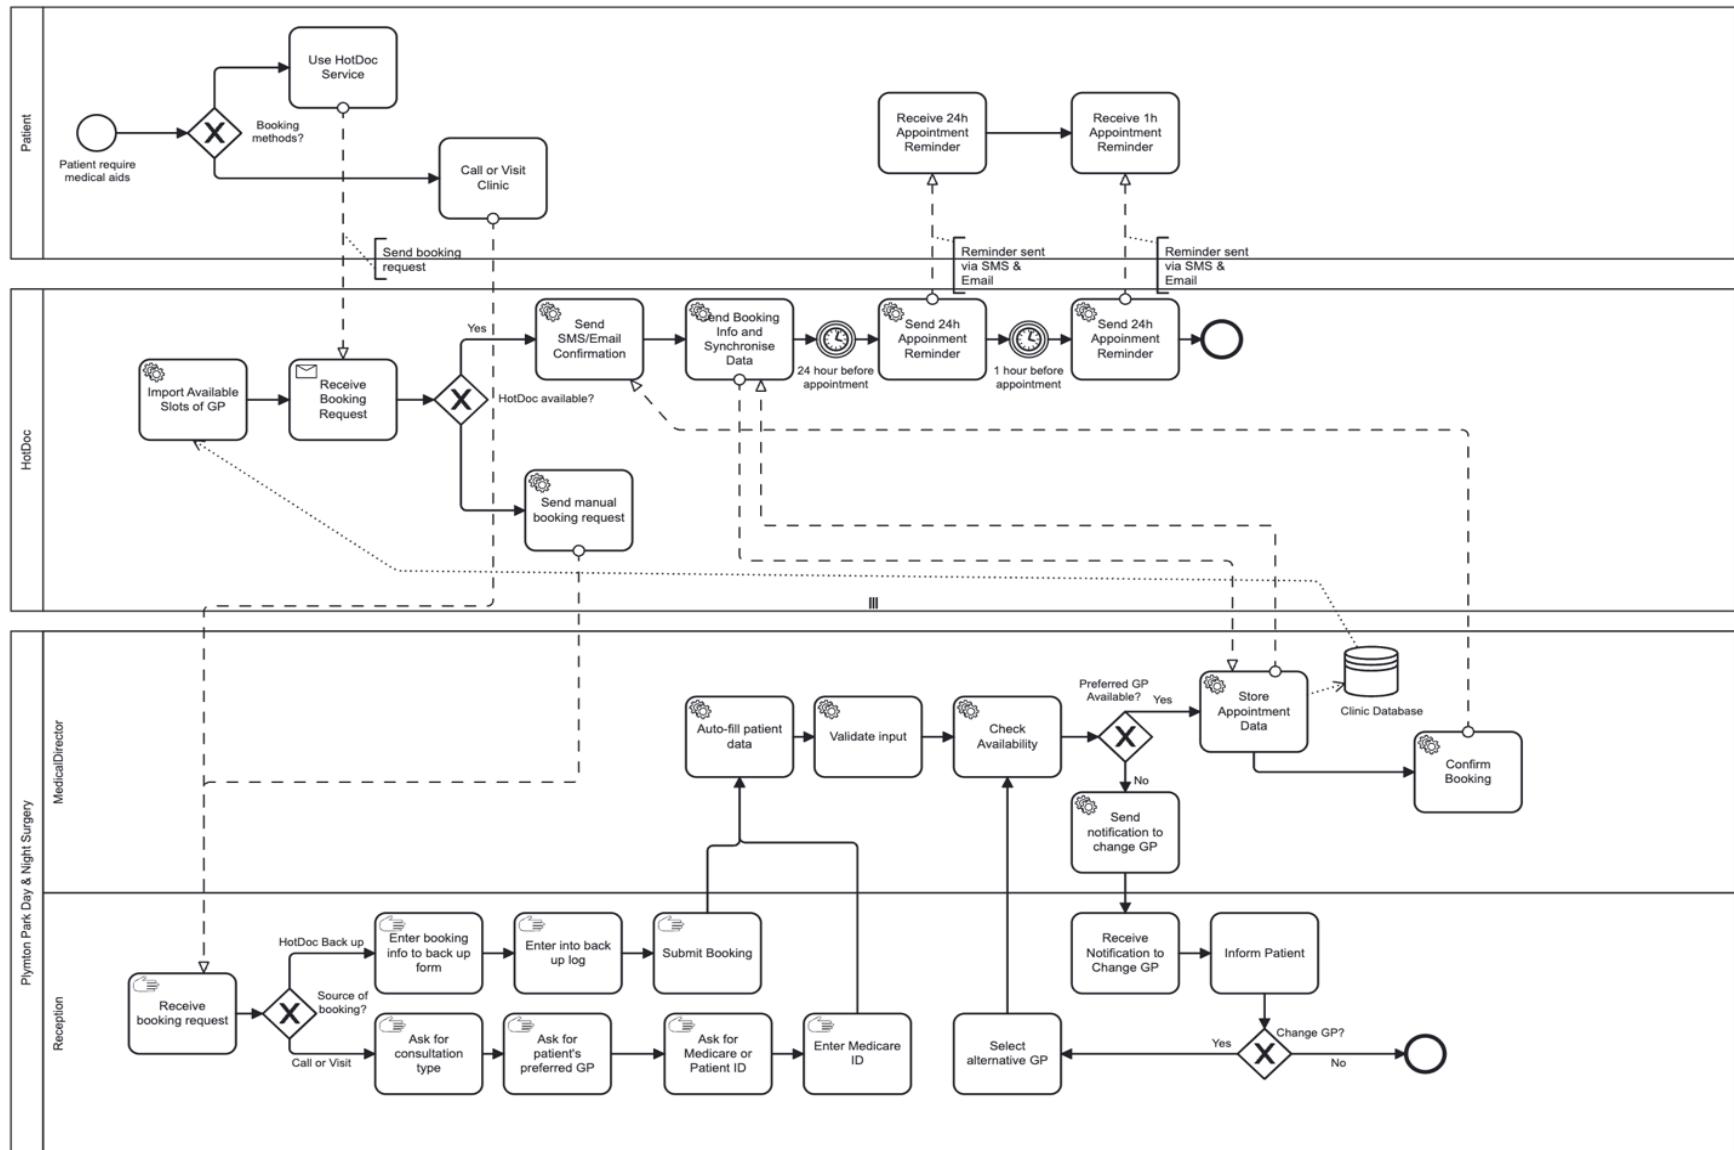 Patient
Use HotDoc
Service
Booking
methods?
Patient require
medical aids
Call or Visit
Clinic
Receive 24h
Appointment
Reminder
Receive 1h
Appointment
Reminder
Send booking
request
Reminder sent
via SMS &
Email
Reminder sent
via SMS &
Email
HotDoc
Import Available
Slots of GP
Receive
Booking
Request
Yes
HotDoc available?
Send
SMS/Email
Confirmation
Send Booking
Info and
Synchronise
Data
24 hour before
appointment
Send 24h
Appoinment
Reminder
1 hour before
appointment
Send 24h
Appoinment
Reminder
Send manual
booking request
Plymton Park Day & Night Surgery
MedicalDirector
Auto-fill patient
data
Validate input
Check
Availability
Preferred GP
Available?
Yes
No
Store
Appointment
Data
Clinic Database
Confirm
Booking
Send
notification to
change GP
Reception
Receive
booking request
HotDoc Back up
Source of
booking?
Call or Visit
Enter booking
info to back up
form
Enter into back
up log
Submit Booking
Ask for
consultation
type
Ask for
patient's
preferred GP
Ask for
Medicare or
Patient ID
Enter Medicare
ID
Receive
Notification to
Change GP
Inform Patient
Select
alternative GP
Yes
Change GP?
No